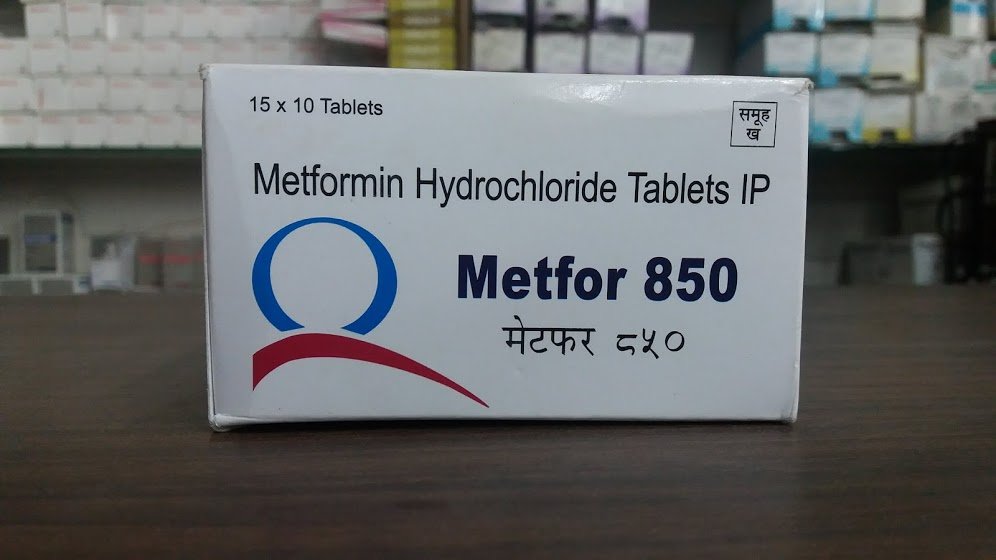 15 x 10 Tablets
समूह
ख
Metformin Hydrochloride Tablets IP
Metfor 850
मेटफर ८५०